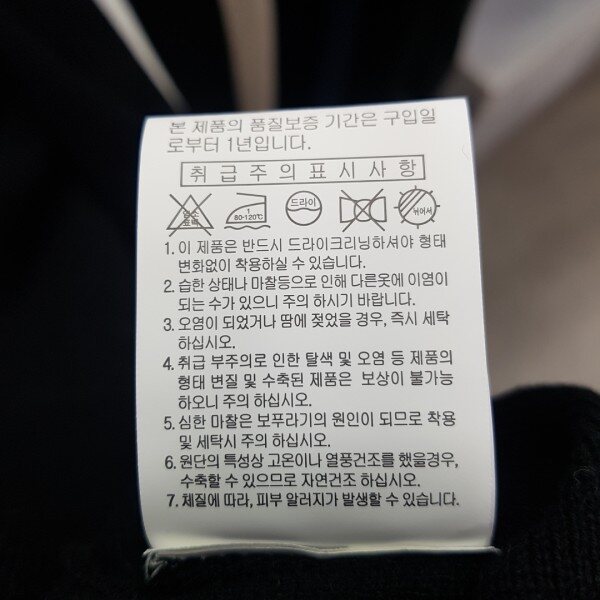 본 제품의 품질보증 기간은 구입일
로부터 1년입니다.
취급주의표시사항
염소
표백
1
80-120℃
드라이
뉘어서
1. 이 제품은 반드시 드라이크리닝하셔야 형태
변화없이 착용하실 수 있습니다.
2. 습한 상태나 마찰등으로 인해 다른옷에 이염이
되는 수가 있으니 주의 하시기 바랍니다.
3. 오염이 되었거나 땀에 젖었을 경우, 즉시 세탁
하십시오.
4. 취급 부주의로 인한 탈색 및 오염 등 제품의
형태 변질 및 수축된 제품은 보상이 불가능
하오니 주의 하십시오.
5. 심한 마찰은 보푸라기의 원인이 되므로 착용
및 세탁시 주의 하십시오.
6. 원단의 특성상 고온이나 열풍건조를 했을경우,
수축할 수 있으므로 자연건조 하십시오.
7. 체질에 따라, 피부 알러지가 발생할 수 있습니다.